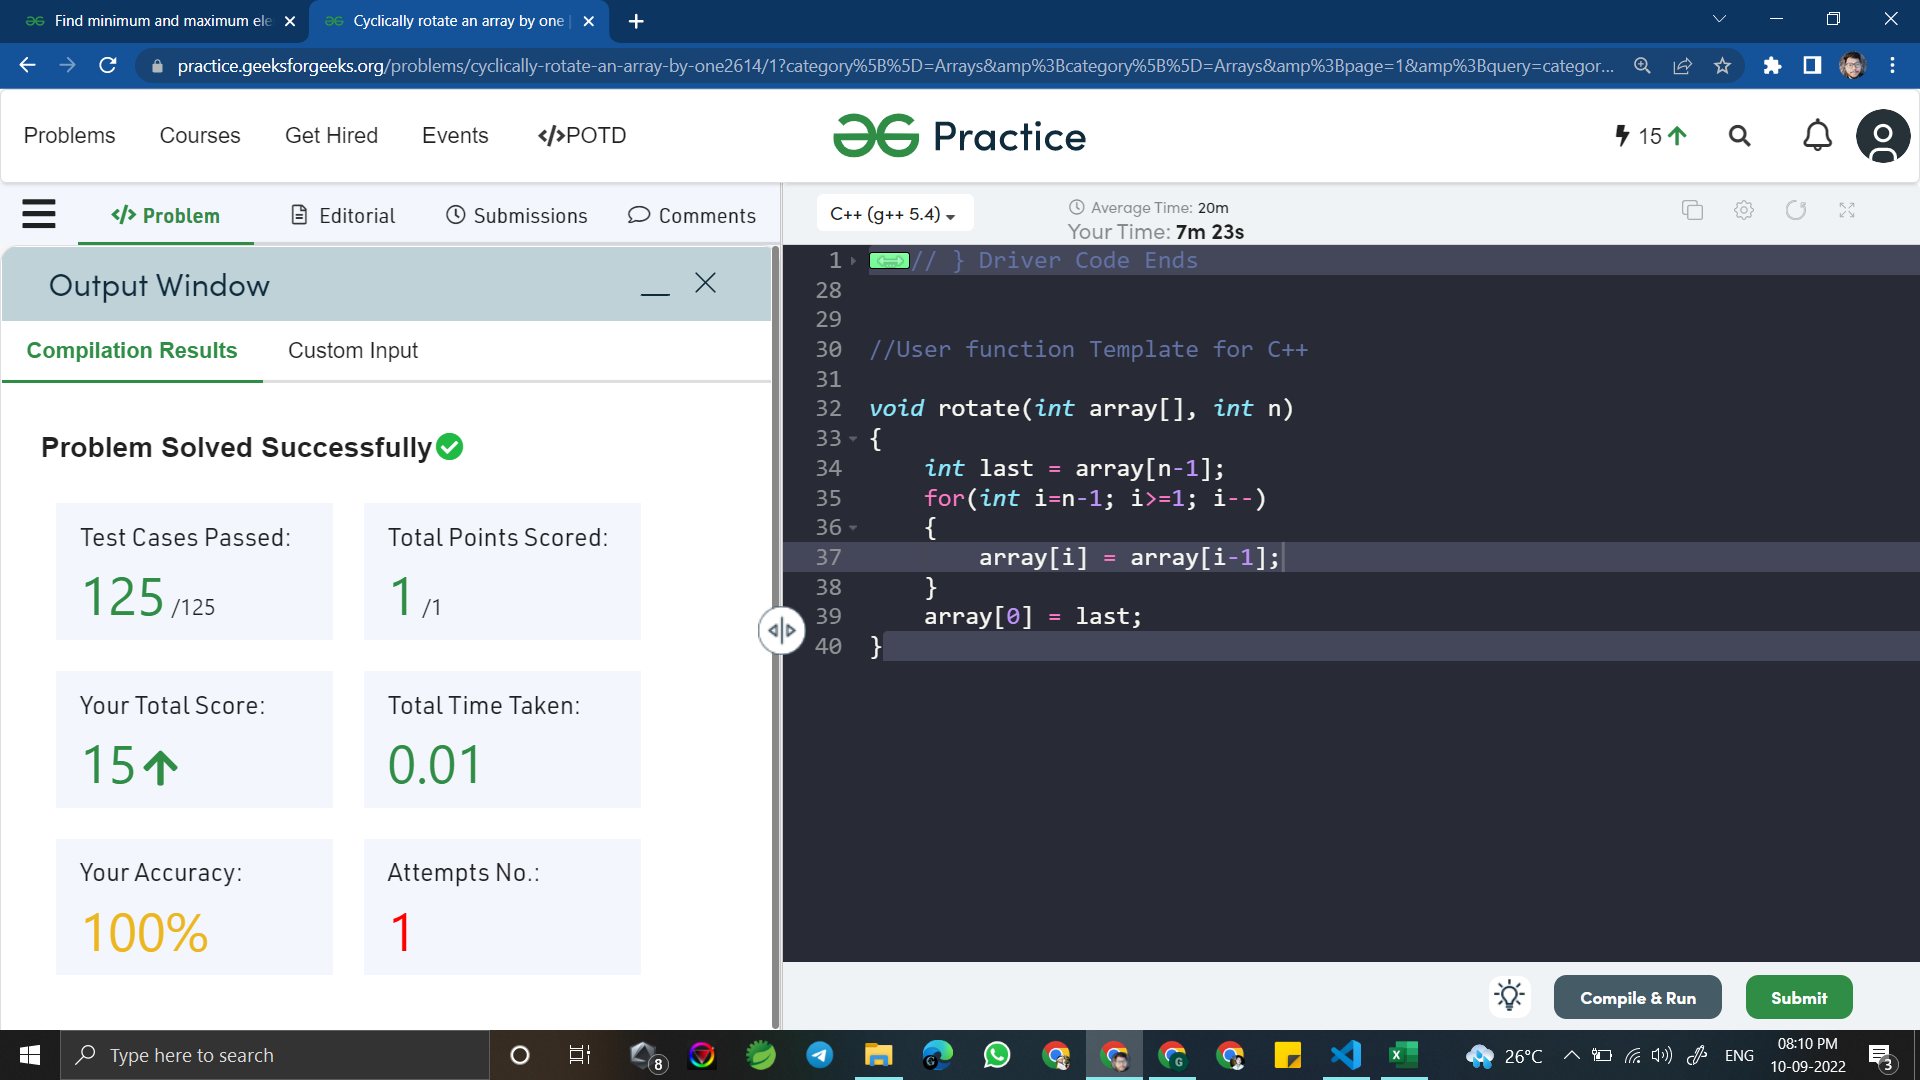 Find minimum and maximum ele
Cyclically rotate an array by one |
practice.geeksforgeeks.org/problems/cyclically-rotate-an-array-by-one2614/1?category%5B%5D=Arrays&amp%3Bcategory%5B%5D=Arrays&amp%3Bpage=1&amp%3Bquery=categor...
Problems Courses Get Hired Events </>POTD
Practice
15
</> Problem Editorial Submissions Comments
C++ (g++ 5.4)
Average Time: 20m
Your Time: 7m 23s
Output Window
Compilation Results Custom Input
Problem Solved Successfully
Test Cases Passed:
125 /125
Total Points Scored:
1 /1
Your Total Score:
15
Total Time Taken:
0.01
Your Accuracy:
100%
Attempts No.:
1
1 // } Driver Code Ends
28
29
30 //User function Template for C++
31
32 void rotate(int array[], int n)
33 {
34 int last = array[n-1];
35 for(int i=n-1; i>=1; i--)
36 {
37 array[i] = array[i-1];
38 }
39 array[0] = last;
40 }
Compile & Run Submit
Type here to search
8
26°C
ENG
08:10 PM
10-09-2022
3